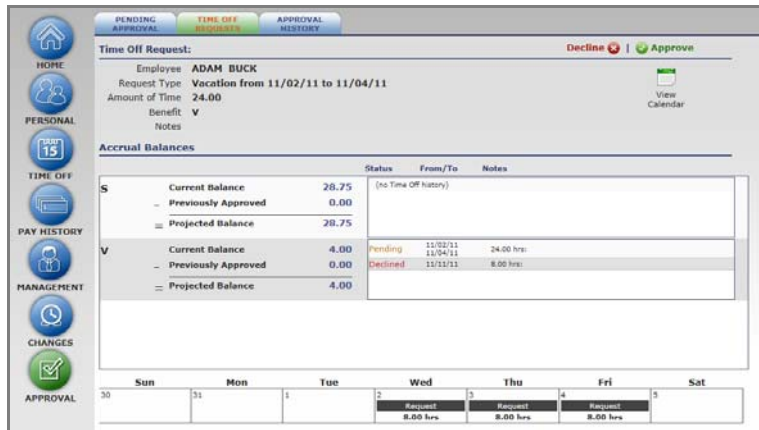 PENDING APPROVAL
TIME OFF REQUESTS
APPROVAL HISTORY
Time Off Request:
Decline | Approve
Employee ADAM BUCK
Request Type Vacation from 11/02/11 to 11/04/11
Amount of Time 24.00
Benefit V
Notes
View Calendar
HOME
PERSONAL
15
TIME OFF
PAY HISTORY
MANAGEMENT
CHANGES
APPROVAL
Accrual Balances
Status From/To Notes
S Current Balance 28.75 (no Time Off history)
- Previously Approved 0.00
= Projected Balance 28.75
V Current Balance 4.00 Pending 11/02/11 11/04/11 24.00 hrs:
- Previously Approved 0.00 Declined 11/11/11 8.00 hrs:
= Projected Balance 4.00
Sun Mon Tue Wed Thu Fri Sat
30 31 1 2 3 4 5
Request Request Request
8.00 hrs 8.00 hrs 8.00 hrs